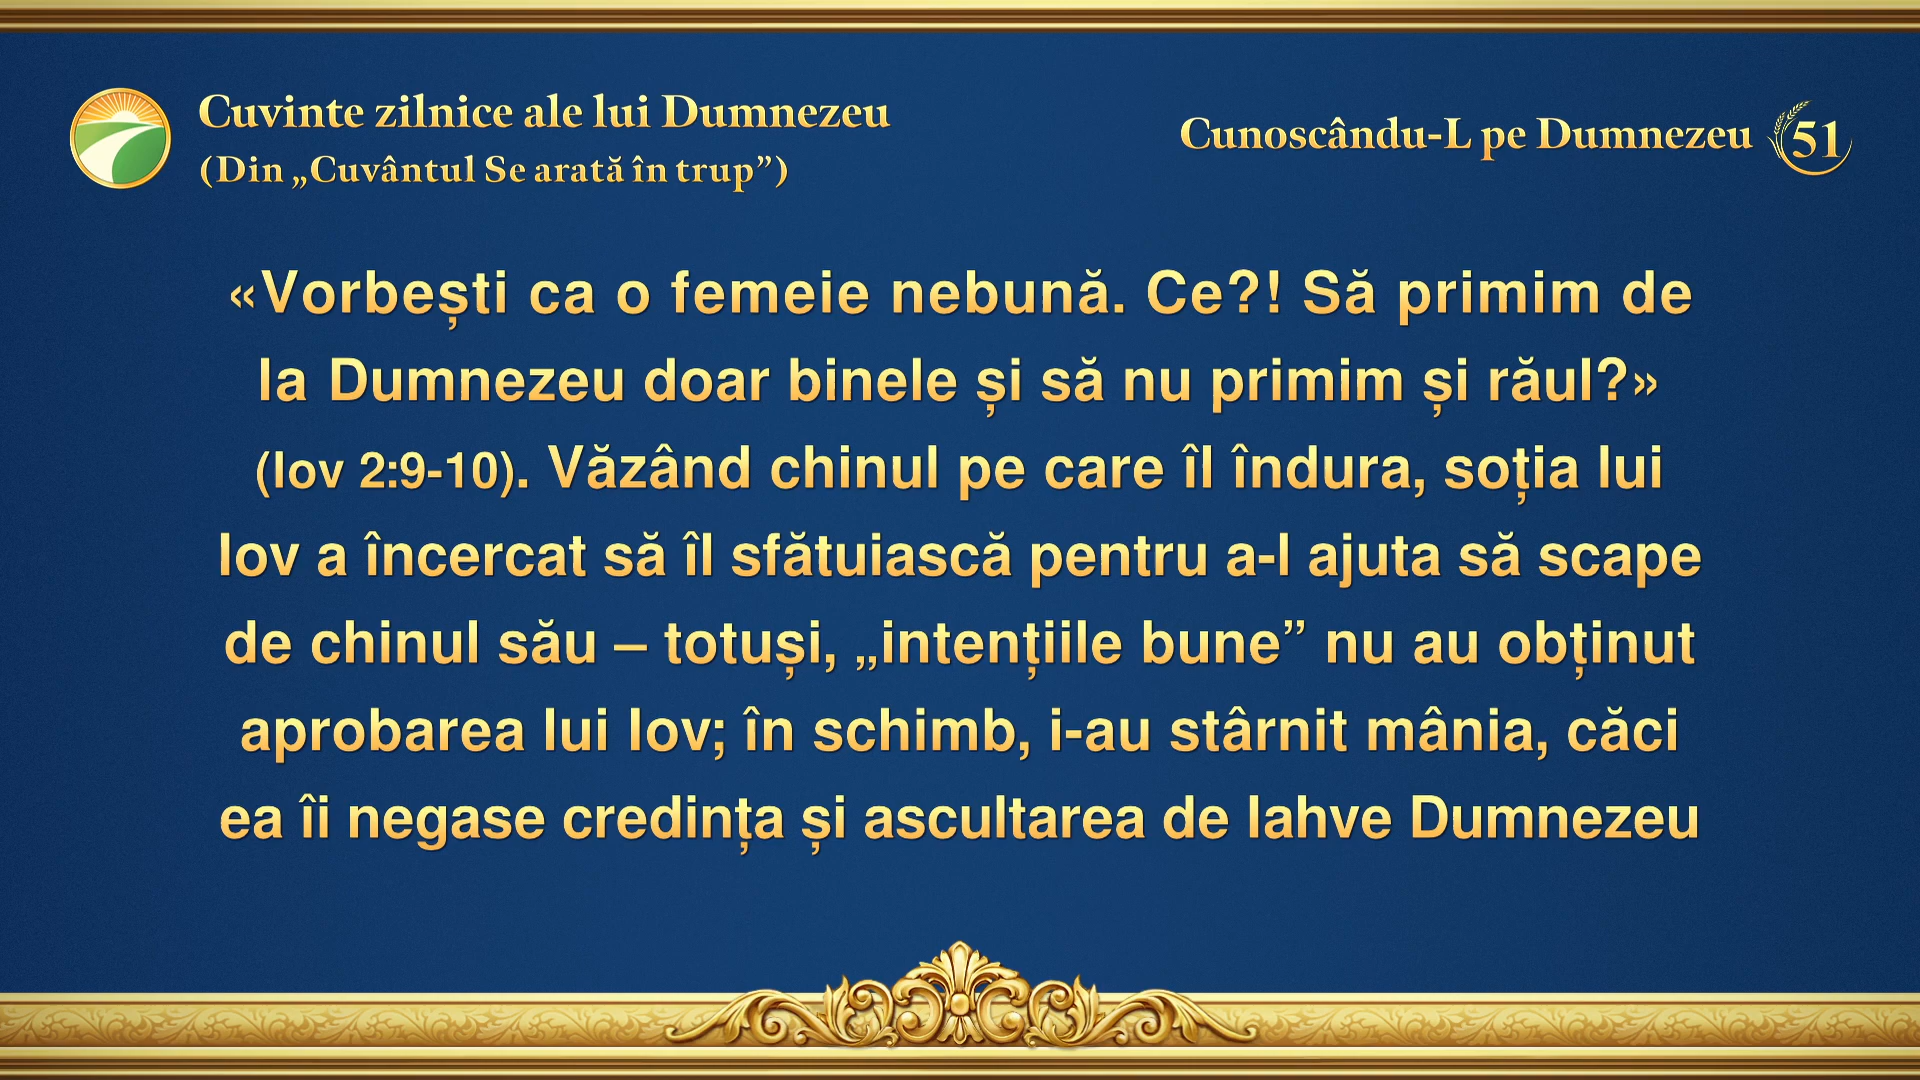 Cuvinte zilnice ale lui Dumnezeu
(Din „Cuvântul Se arată în trup”)
Cunoscându-L pe Dumnezeu 51
«Vorbești ca o femeie nebună. Ce?! Să primim de
la Dumnezeu doar binele și să nu primim și răul?»
(Iov 2:9-10). Văzând chinul pe care îl îndura, soția lui
Iov a încercat să îl sfătuiască pentru a-l ajuta să scape
de chinul său – totuși, „intențiile bune” nu au obținut
aprobarea lui Iov; în schimb, i-au stârnit mânia, căci
ea îi negase credința și ascultarea de Iahve Dumnezeu